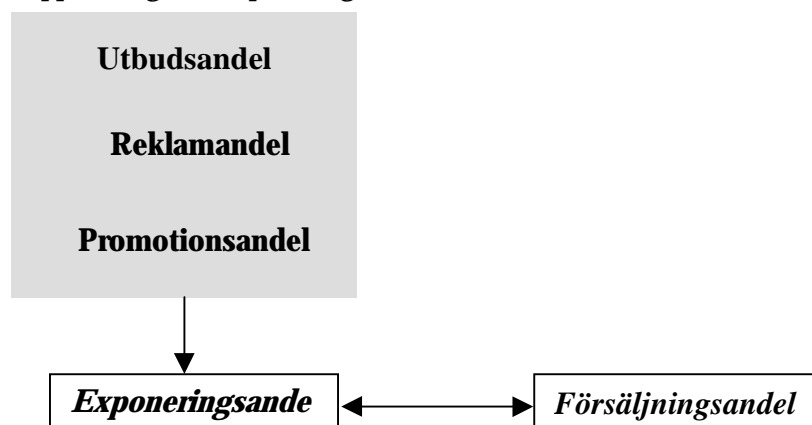 Utbudsandel
Reklamandel
Promotionsandel
Exponeringsande
Försäljningsandel